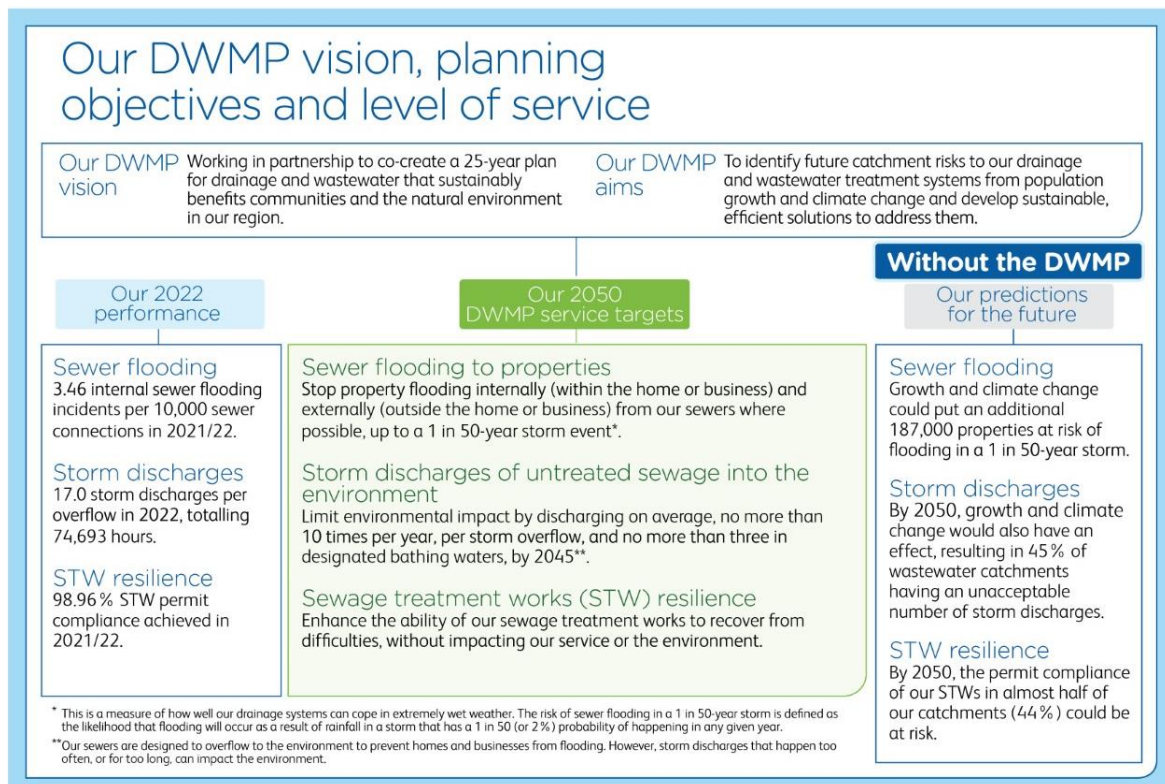 Our DWMP vision, planning
objectives and level of service
Our DWMP
vision
Working in partnership to co-create a 25-year plan
for drainage and wastewater that sustainably
benefits communities and the natural environment
in our region.
Our DWMP
aims
To identify future catchment risks to our drainage
and wastewater treatment systems from population
growth and climate change and develop sustainable,
efficient solutions to address them.
Our 2022
performance
Sewer flooding
3.46 internal sewer flooding
incidents per 10,000 sewer
connections in 2021/22.
Storm discharges
17.0 storm discharges per
overflow in 2022, totalling
74,693 hours.
STW resilience
98.96% STW permit
compliance achieved in
2021/22.
Our 2050
DWMP service targets
Sewer flooding to properties
Stop property flooding internally (within the home or business) and
externally (outside the home or business) from our sewers where
possible, up to a 1 in 50-year storm event*.
Storm discharges of untreated sewage into the
environment
Limit environmental impact by discharging on average, no more than
10 times per year, per storm overflow, and no more than three in
designated bathing waters, by 2045**.
Sewage treatment works (STW) resilience
Enhance the ability of our sewage treatment works to recover from
difficulties, without impacting our service or the environment.
Without the DWMP
Our predictions
for the future
Sewer flooding
Growth and climate change
could put an additional
187,000 properties at risk of
flooding in a 1 in 50-year storm.
Storm discharges
By 2050, growth and climate
change would also have an
effect, resulting in 45% of
wastewater catchments
having an unacceptable
number of storm discharges.
STW resilience
By 2050, the permit compliance
of our STWs in almost half of
our catchments (44%) could be
at risk.
* This is a measure of how well our drainage systems can cope in extremely wet weather. The risk of sewer flooding in a 1 in 50-year storm is defined as
the likelihood that flooding will occur as a result of rainfall in a storm that has a 1 in 50 (or 2%) probability of happening in any given year.
**Our sewers are designed to overflow to the environment to prevent homes and businesses from flooding. However, storm discharges that happen too
often, or for too long, can impact the environment.